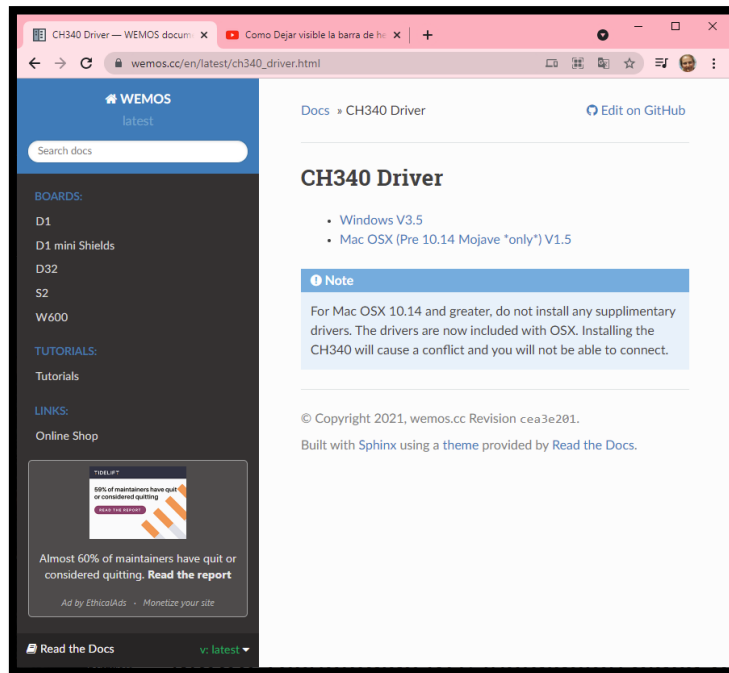 CH340 Driver — WEMOS docum
Como Dejar visible la barra de he
wemos.cc/en/latest/ch340_driver.html
WEMOS
latest
Search docs
BOARDS:
D1
D1 mini Shields
D32
S2
W600
TUTORIALS:
Tutorials
LINKS:
Online Shop
TIDELIFT
59% of maintainers have quit
or considered quitting
READ THE REPORT
Almost 60% of maintainers have quit or
considered quitting. Read the report
Ad by EthicalAds · Monetize your site
Read the Docs v: latest
Docs » CH340 Driver Edit on GitHub
CH340 Driver
• Windows V3.5
• Mac OSX (Pre 10.14 Mojave *only*) V1.5
Note
For Mac OSX 10.14 and greater, do not install any supplimentary
drivers. The drivers are now included with OSX. Installing the
CH340 will cause a conflict and you will not be able to connect.
© Copyright 2021, wemos.cc Revision cea3e201.
Built with Sphinx using a theme provided by Read the Docs.